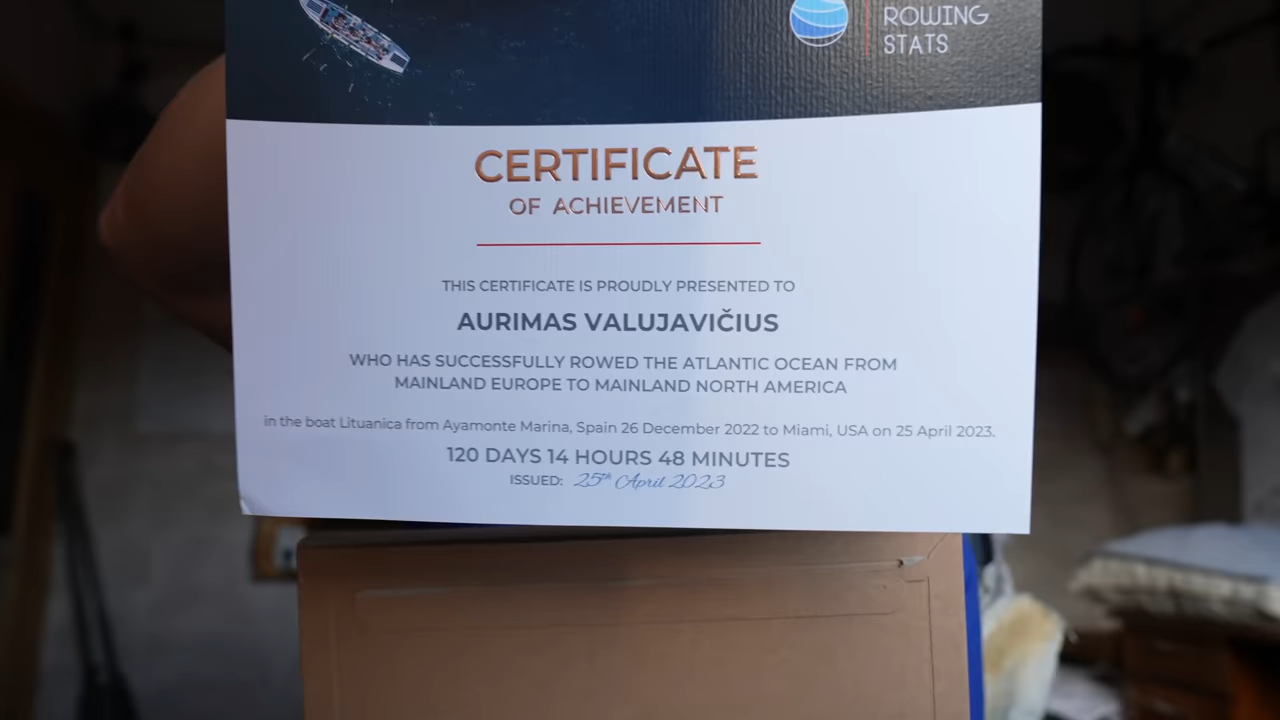 ROWING
STATS
CERTIFICATE
OF ACHIEVEMENT
THIS CERTIFICATE IS PROUDLY PRESENTED TO
AURIMAS VALUJAVIČIUS
WHO HAS SUCCESSFULLY ROWED THE ATLANTIC OCEAN FROM
MAINLAND EUROPE TO MAINLAND NORTH AMERICA
in the boat Lituanica from Ayamonte Marina, Spain 26 December 2022 to Miami, USA on 25 April 2023.
120 DAYS 14 HOURS 48 MINUTES
ISSUED: 25th April 2023